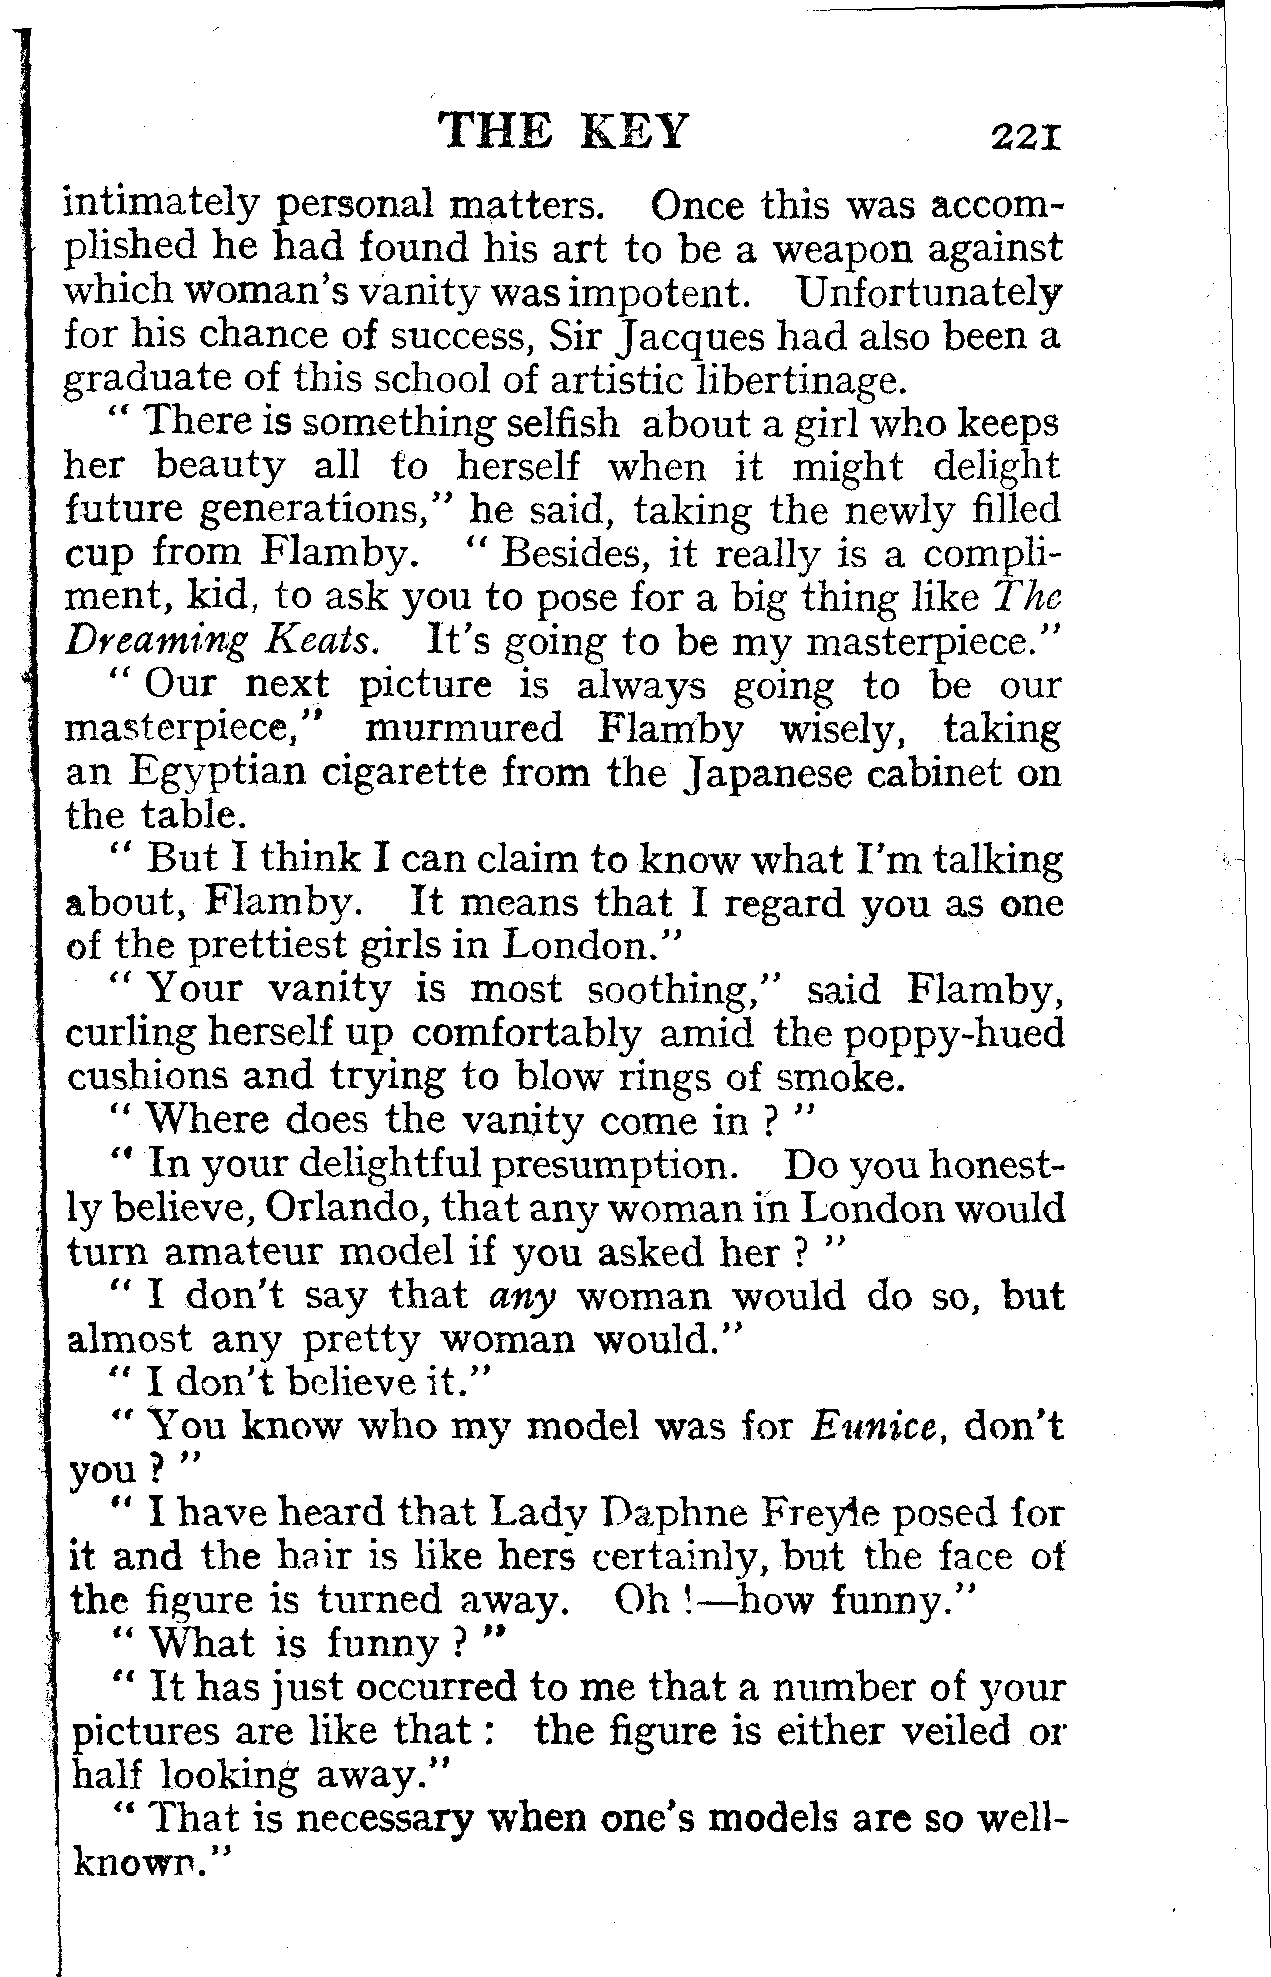 THE KEY 221
intimately personal matters. Once this was accom-
plished he had found his art to be a weapon against
which woman's vanity was impotent. Unfortunately
for his chance of success, Sir Jacques had also been a
graduate of this school of artistic libertinage.
“ There is something selfish about a girl who keeps
her beauty all to herself when it might delight
future generations,” he said, taking the newly filled
cup from Flamby. “ Besides, it really is a compli-
ment, kid, to ask you to pose for a big thing like The
Dreaming Keats. It's going to be my masterpiece.”
“ Our next picture is always going to be our
masterpiece,” murmured Flamby wisely, taking
an Egyptian cigarette from the Japanese cabinet on
the table.
“ But I think I can claim to know what I'm talking
about, Flamby. It means that I regard you as one
of the prettiest girls in London.”
“ Your vanity is most soothing,” said Flamby,
curling herself up comfortably amid the poppy-hued
cushions and trying to blow rings of smoke.
“ Where does the vanity come in ? ”
“ In your delightful presumption. Do you honest-
ly believe, Orlando, that any woman in London would
turn amateur model if you asked her ? ”
“ I don't say that any woman would do so, but
almost any pretty woman would.”
“ I don't believe it.”
“ You know who my model was for Eunice, don't
you ? ”
“ I have heard that Lady Daphne Freyle posed for
it and the hair is like hers certainly, but the face of
the figure is turned away. Oh !—how funny.”
“ What is funny ? ”
“ It has just occurred to me that a number of your
pictures are like that : the figure is either veiled or
half looking away.”
“ That is necessary when one's models are so well-
known.”